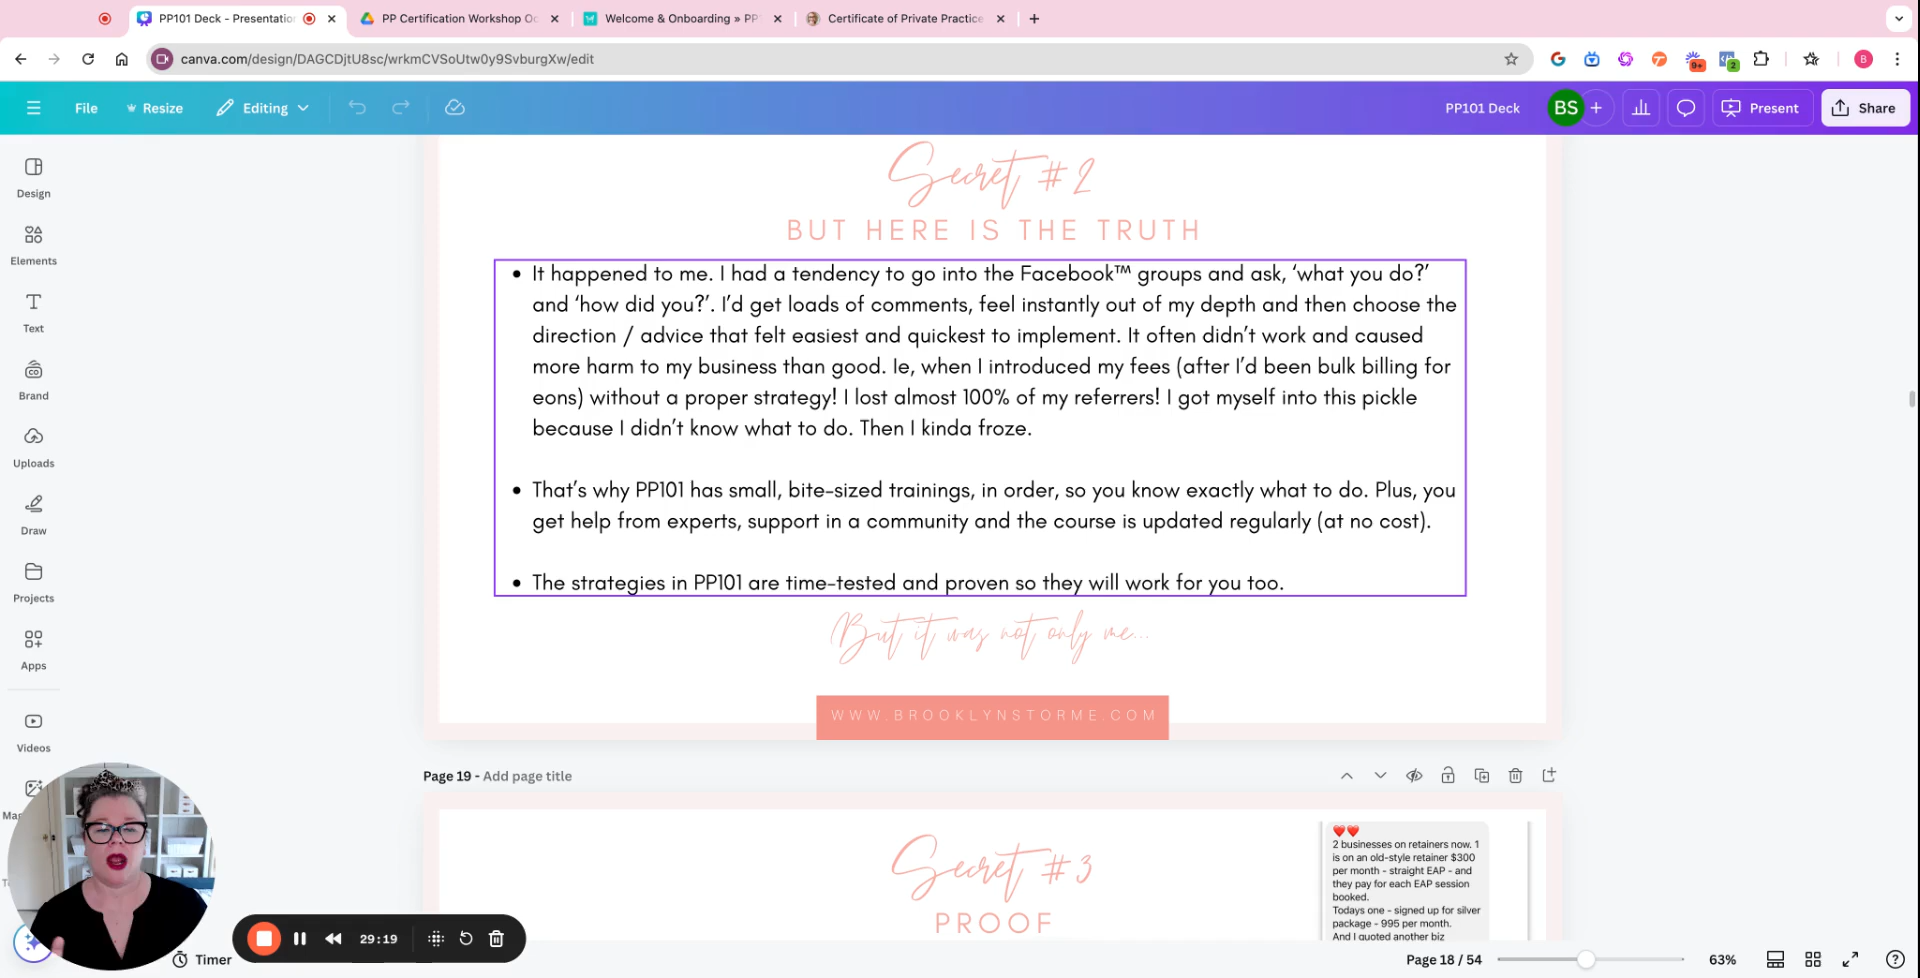 PP101 Deck - Presentation
PP Certification Workshop Oc
Welcome & Onboarding » PP
Certificate of Private Practice
canva.com/design/DAGCDjtU8sc/wrkmCVSoUtw0y9SvburgXw/edit
9+
2
B
File
Resize
Editing
PP101 Deck
BS
Present
Share
Design
Elements
Text
Brand
Uploads
Draw
Projects
Apps
Videos
Secret #2
BUT HERE IS THE TRUTH
• It happened to me. I had a tendency to go into the Facebook™ groups and ask, ‘what you do?’
and ‘how did you?’. I’d get loads of comments, feel instantly out of my depth and then choose the
direction / advice that felt easiest and quickest to implement. It often didn’t work and caused
more harm to my business than good. Ie, when I introduced my fees (after I’d been bulk billing for
eons) without a proper strategy! I lost almost 100% of my referrers! I got myself into this pickle
because I didn’t know what to do. Then I kinda froze.
• That’s why PP101 has small, bite-sized trainings, in order, so you know exactly what to do. Plus, you
get help from experts, support in a community and the course is updated regularly (at no cost).
• The strategies in PP101 are time-tested and proven so they will work for you too.
But it was not only me...
WWW.BROOKLYNSTORME.COM
Page 19 - Add page title
Secret #3
PROOF
2 businesses on retainers now. 1
is on an old-style retainer $300
per month - straight EAP - and
they pay for each EAP session
booked.
Todays one - signed up for silver
package - 995 per month.
And I quoted another biz
29:19
Timer
Page 18 / 54
63%